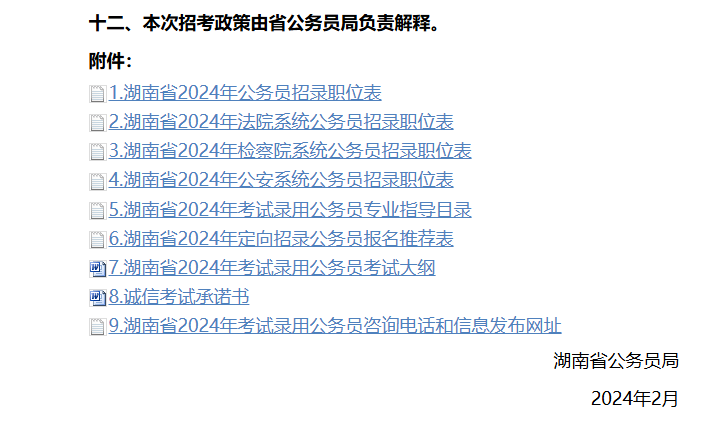 十二、本次招考政策由省公务员局负责解释。
附件：
1.湖南省2024年公务员招录职位表
2.湖南省2024年法院系统公务员招录职位表
3.湖南省2024年检察院系统公务员招录职位表
4.湖南省2024年公安系统公务员招录职位表
5.湖南省2024年考试录用公务员专业指导目录
6.湖南省2024年定向招录公务员报名推荐表
7.湖南省2024年考试录用公务员考试大纲
8.诚信考试承诺书
9.湖南省2024年考试录用公务员咨询电话和信息发布网址
湖南省公务员局
2024年2月